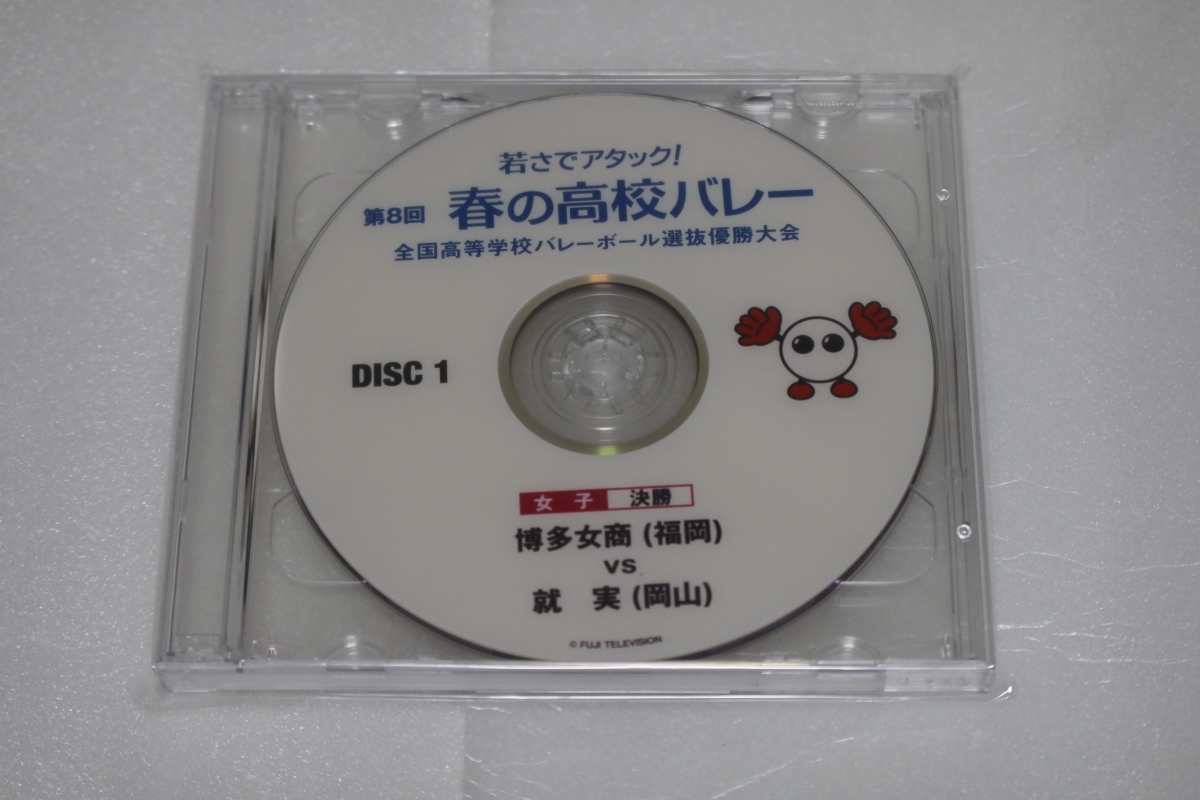 若さでアタック!
第8回 春の高校バレー
全国高等学校バレーボール選抜優勝大会
DISC 1
女子 決勝
博多女商 (福岡)
VS
就 実 (岡山)
© FUJI TELEVISION